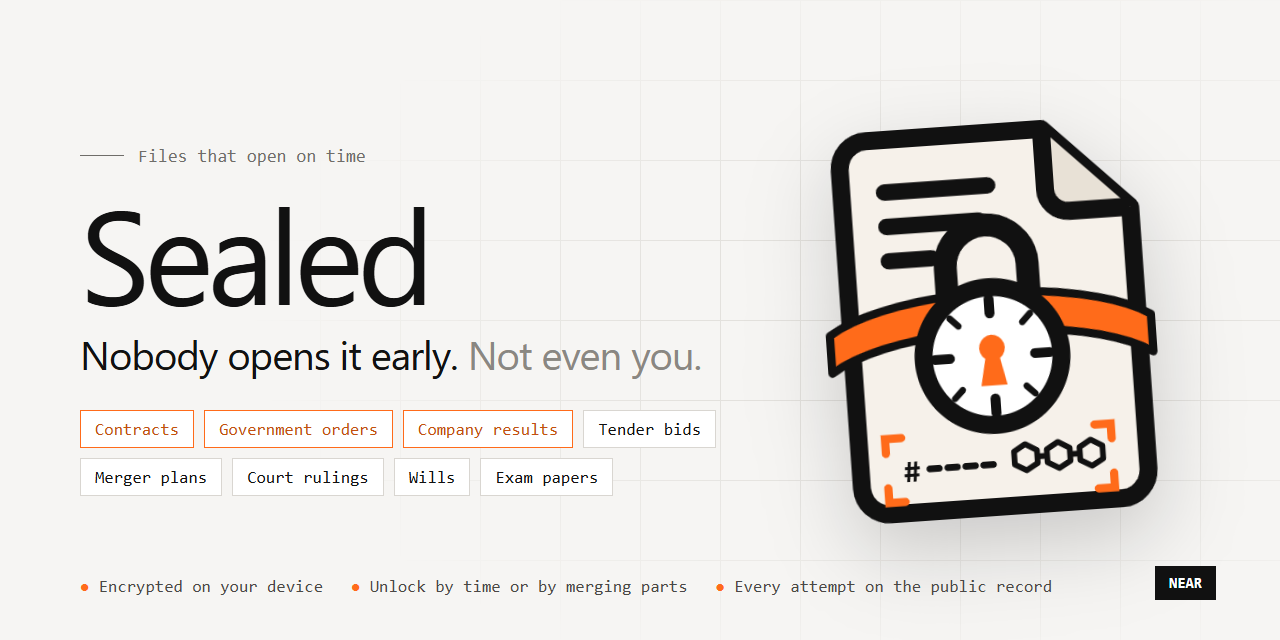 Files that open on time
Sealed
Nobody opens it early. Not even you.
Contracts Government orders Company results Tender bids
Merger plans Court rulings Wills Exam papers
#
Encrypted on your device Unlock by time or by merging parts Every attempt on the public record
NEAR